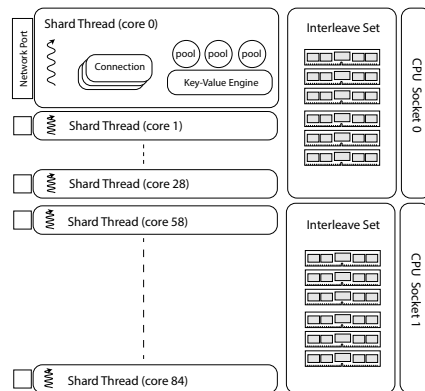 Network Port
Shard Thread (core 0)
Connection
pool
pool
pool
Key-Value Engine
Shard Thread (core 1)
Shard Thread (core 28)
Interleave Set
CPU Socket 0
Shard Thread (core 58)
Shard Thread (core 84)
Interleave Set
CPU Socket 1